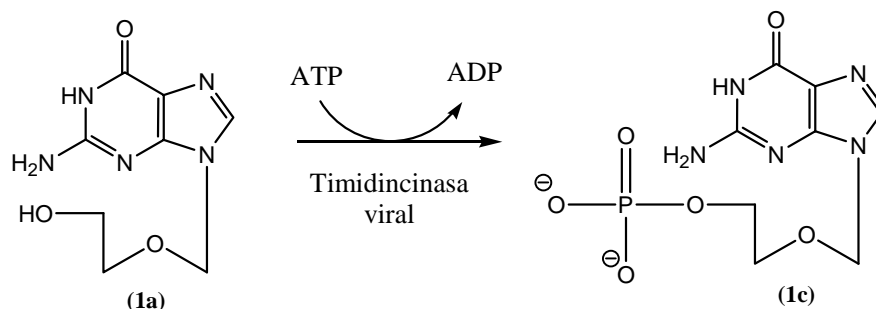 O
O
N
HN
ATP
ADP
N
HN
H₂N
N
N
O
H₂N
N
N
Timidincinasa
viral
HO
⊖
O
P
O
O
O
⊖
O
(1a)
(1c)